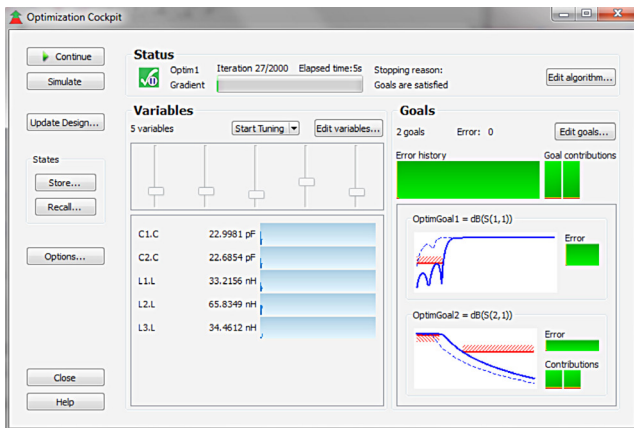 Optimization Cockpit
Continue
Simulate
Update Design...
States
Store...
Recall...
Options...
Close
Help
Status
Optim1 Iteration 27/2000 Elapsed time:5s
Gradient
Stopping reason:
Goals are satisfied
Edit algorithm...
Variables
5 variables Start Tuning Edit variables...
C1.C 22.9981 pF
C2.C 22.6854 pF
L1.L 33.2156 nH
L2.L 65.8349 nH
L3.L 34.4612 nH
Goals
2 goals Error: 0 Edit goals...
Error history Goal contributions
OptimGoal1 = dB(S(1,1))
Error
OptimGoal2 = dB(S(2,1))
Error
Contributions